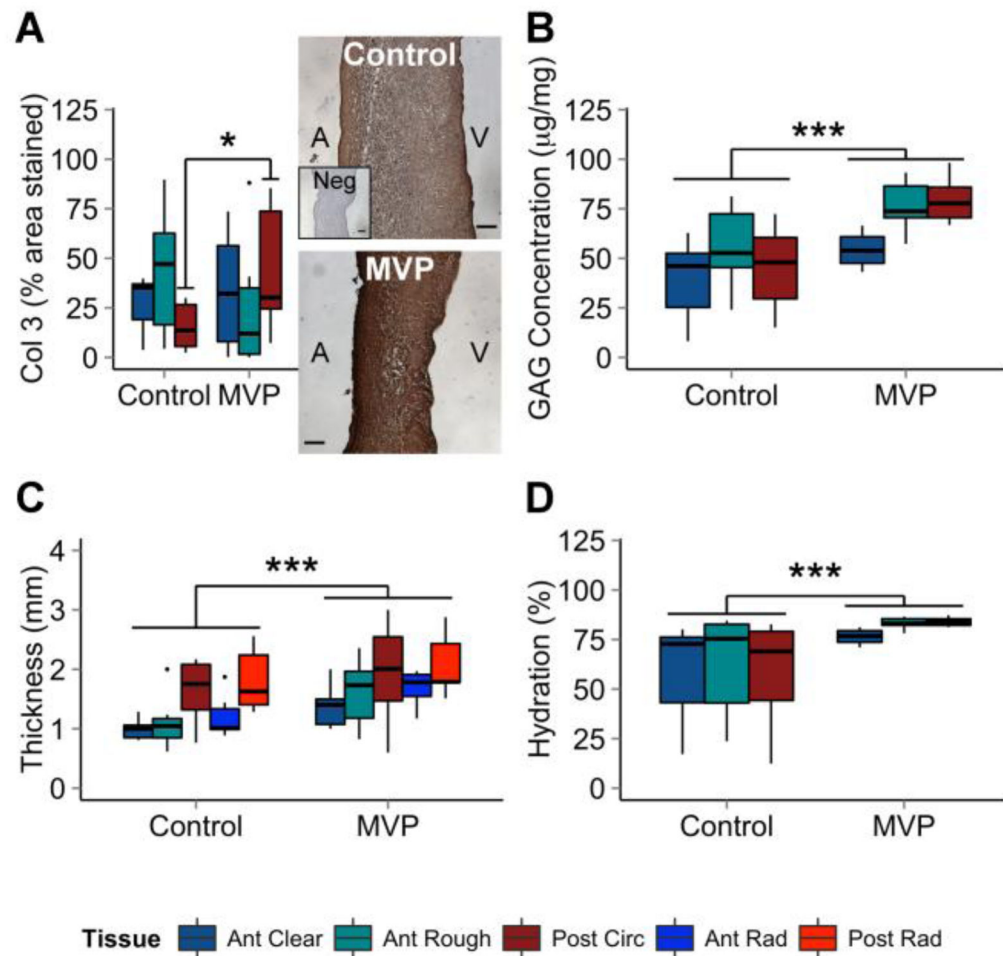 A
Col 3 (% area stained)
125
100
75
50
25
0
*
Control MVP
Control
A
V
Neg
MVP
A
V
B
GAG Concentration (μg/mg)
125
100
75
50
25
0
***
Control MVP
C
Thickness (mm)
4
3
2
1
0
***
Control MVP
D
Hydration (%)
125
100
75
50
25
0
***
Control MVP
Tissue Ant Clear Ant Rough Post Circ Ant Rad Post Rad